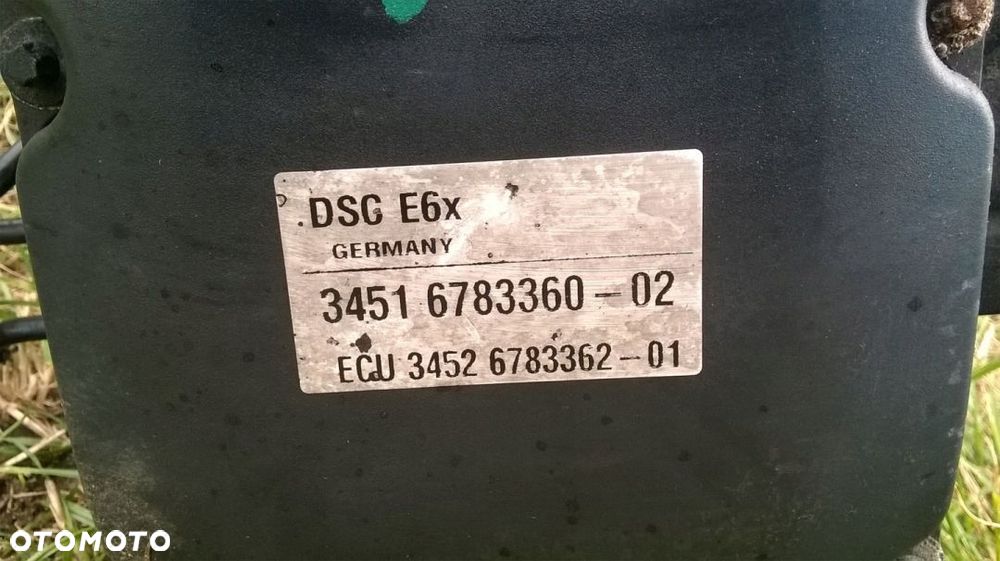 DSC E6x
GERMANY
3451 6783360-02
ECU 3452 6783362-01
OTOMOTO